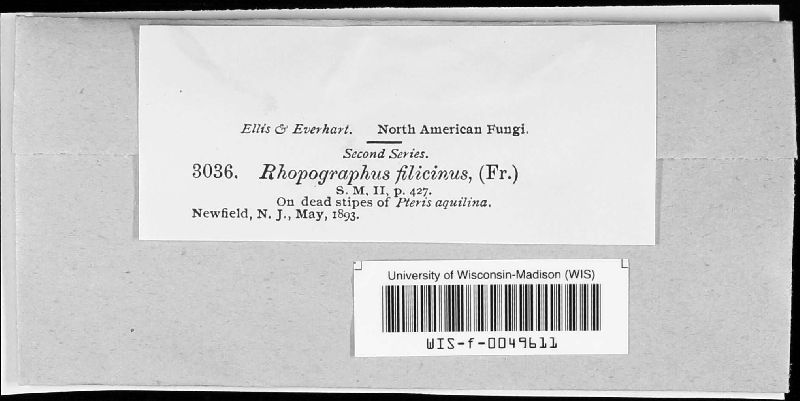 Ellis & Everhart. North American Fungi.
Second Series.
3036. Rhopographus filicinus, (Fr.)
S. M, II, p. 427.
On dead stipes of Pteris aquilina.
Newfield, N. J., May, 1893.
University of Wisconsin-Madison (WIS)
WIS-f-0049611